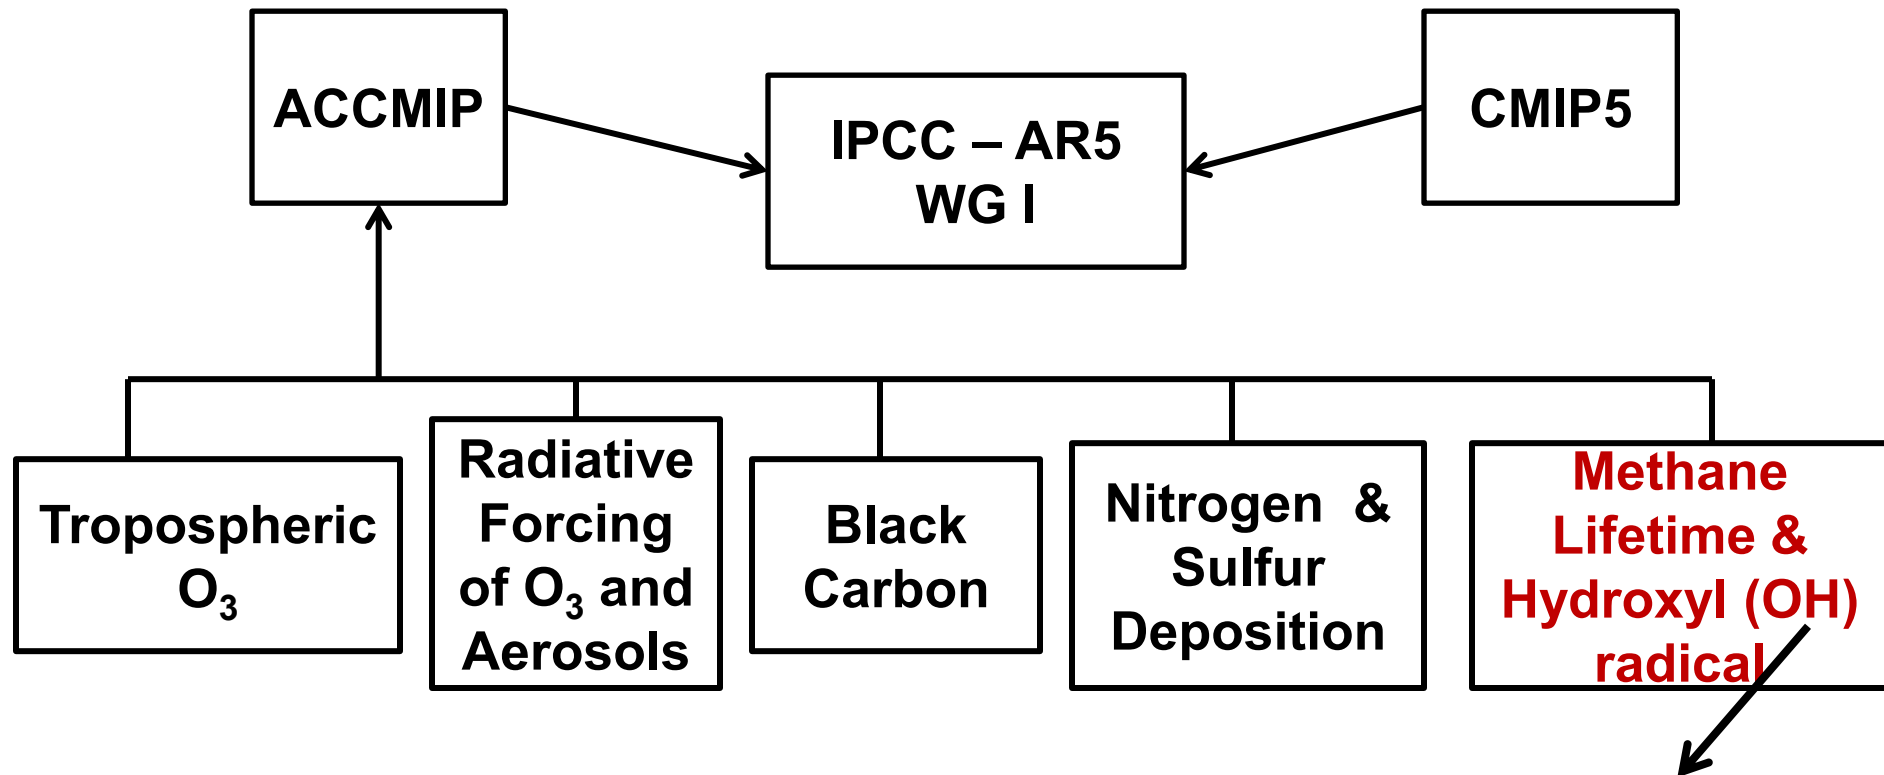 ACCMIP
IPCC – AR5
WG I
CMIP5
Tropospheric
O₃
Radiative
Forcing
of O₃ and
Aerosols
Black
Carbon
Nitrogen &
Sulfur
Deposition
Methane
Lifetime &
Hydroxyl (OH)
radical